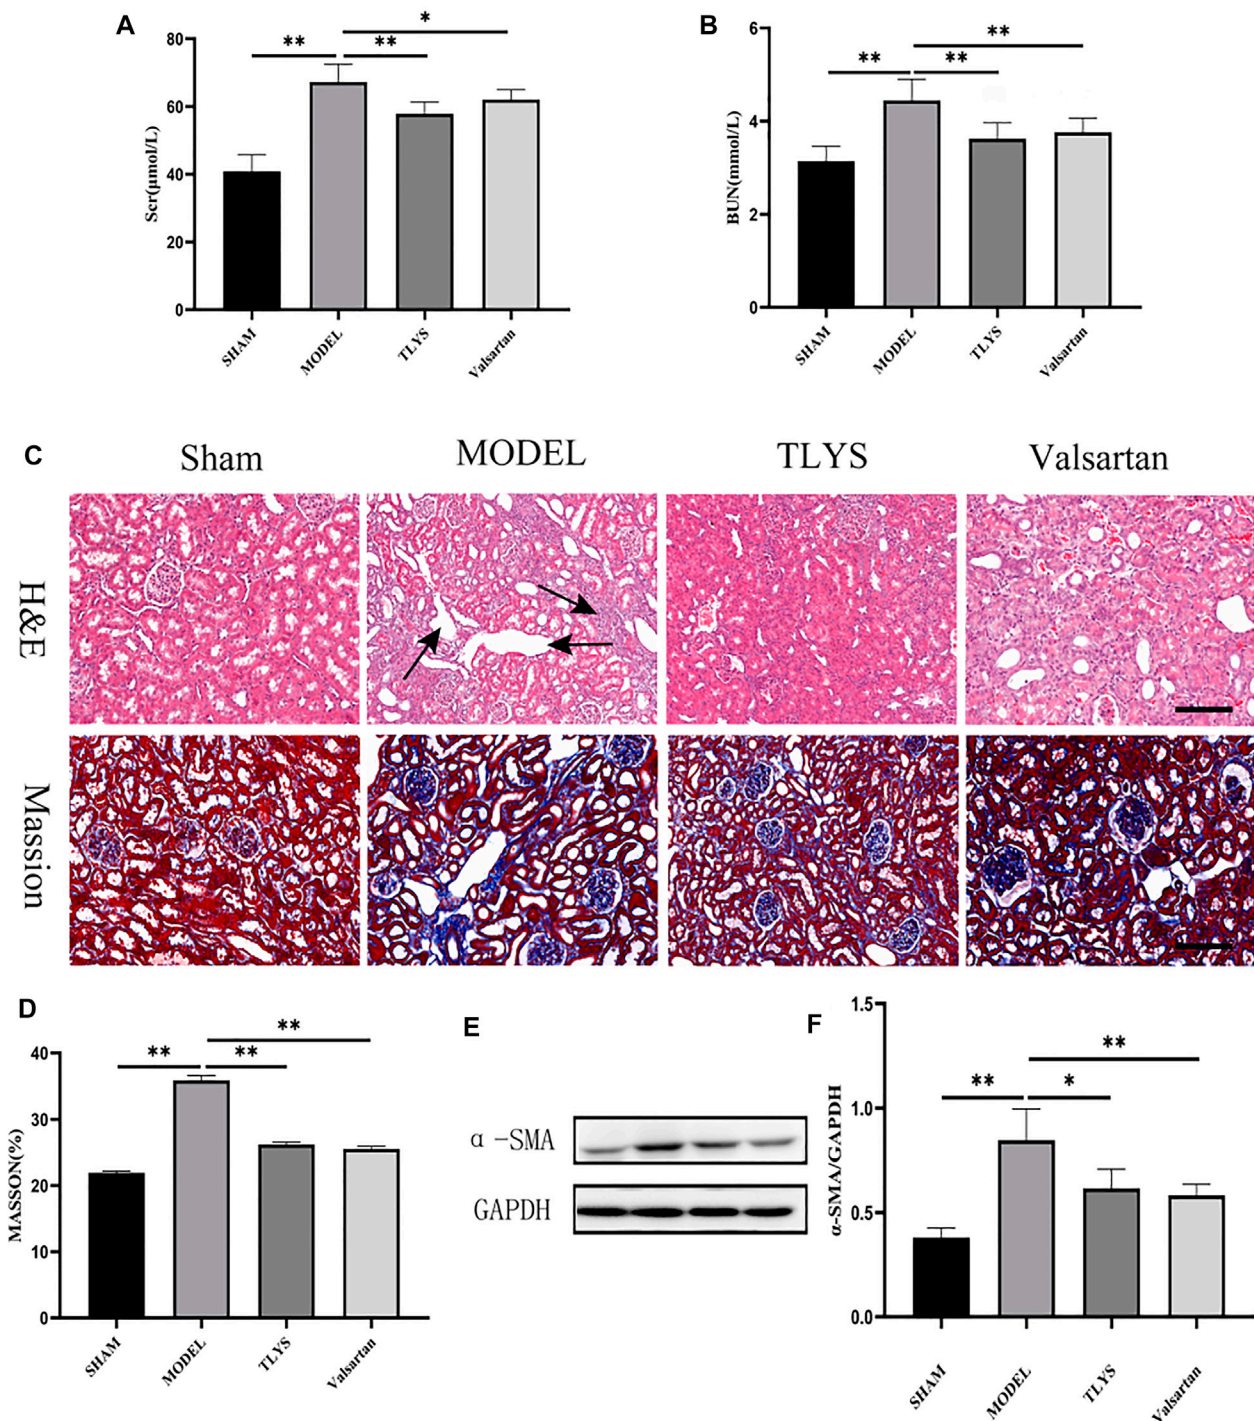 A
Scr(μmol/L)
80
60
40
20
0
**
**
*
SHAM
MODEL
TLYS
Valsartan
B
BUN(mmol/L)
6
4
2
0
**
**
**
SHAM
MODEL
TLYS
Valsartan
C
Sham
MODEL
TLYS
Valsartan
H&E
Massion
D
MASSON(%)
40
30
20
10
0
**
**
**
SHAM
MODEL
TLYS
Valsartan
E
α-SMA
GAPDH
F
α-SMA/GAPDH
1.5
1.0
0.5
0.0
**
*
**
SHAM
MODEL
TLYS
Valsartan